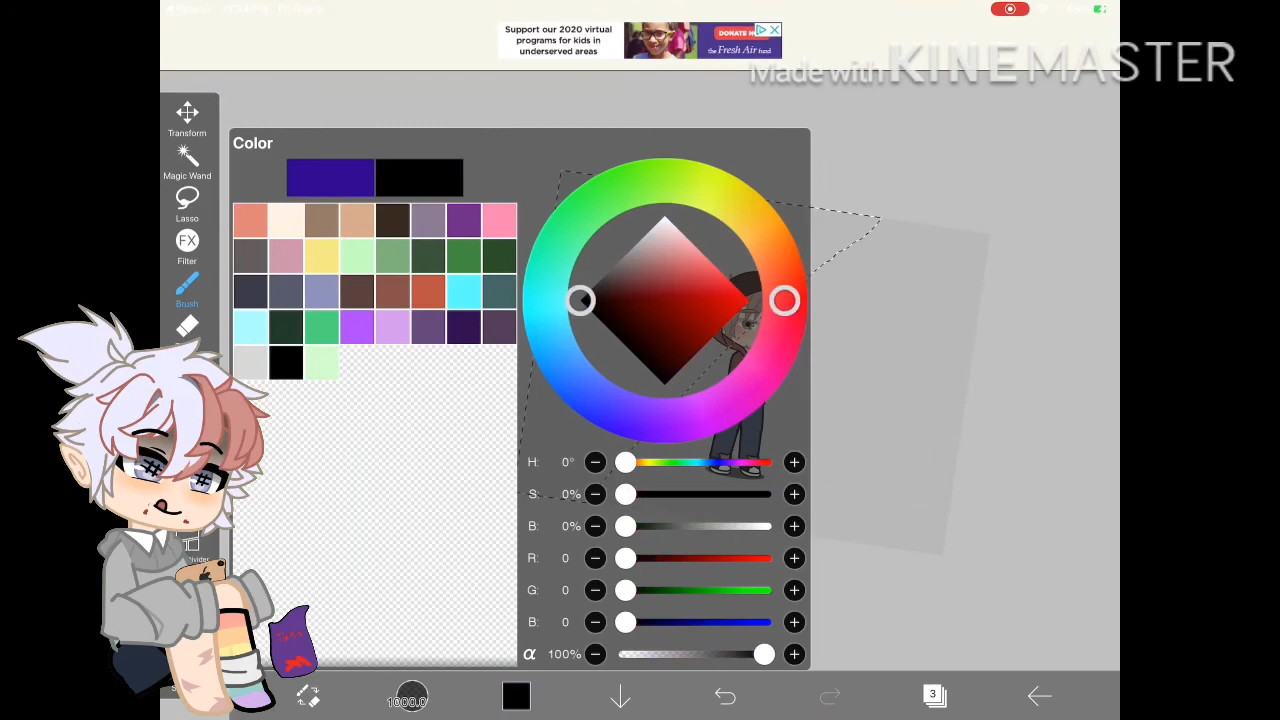 Support our 2020 virtual
programs for kids in
underserved areas
the Fresh Air fund
Made with KINEMASTER
Transform
Magic Wand
Lasso
FX
Filter
Brush
Color
H: 0°
S: 0%
B: 0%
R: 0
G: 0
B: 0
α 100%
1000.0
3